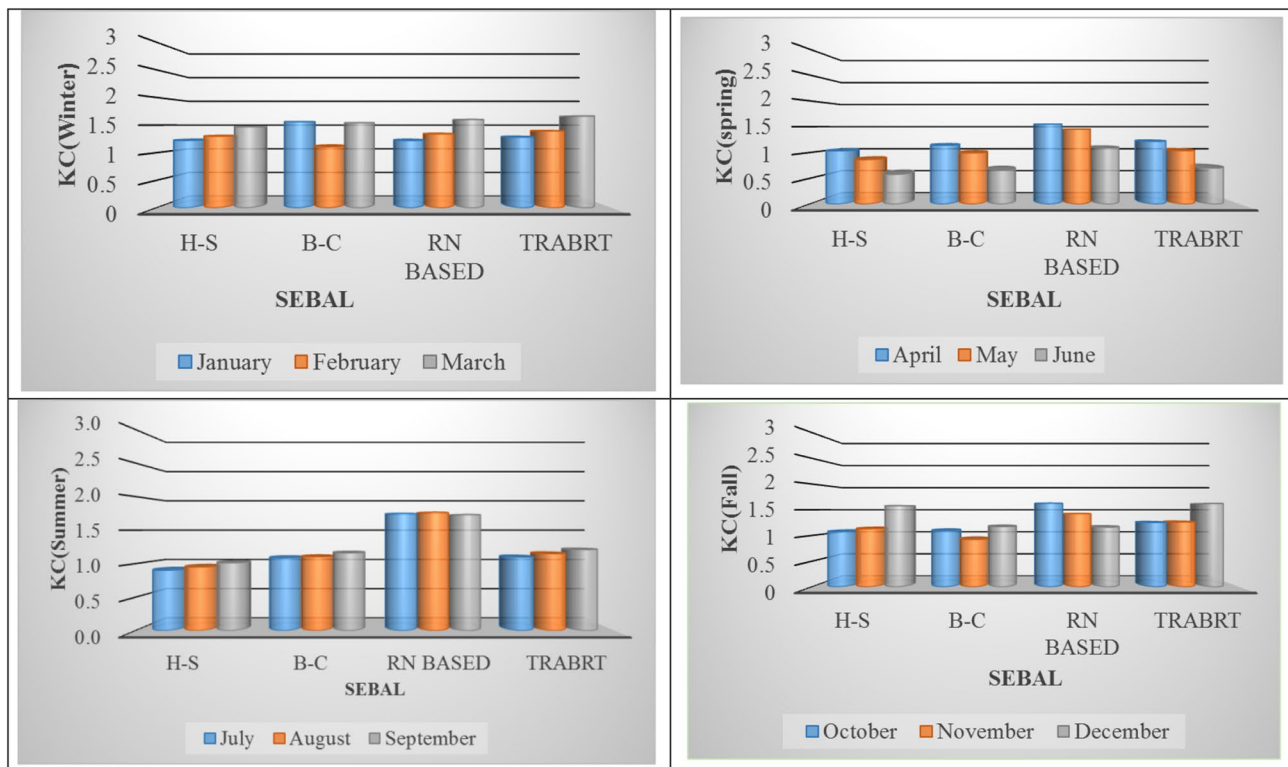 3
2.5
2
1.5
1
0.5
0
KC(Winter)
H-S B-C RN BASED TRABRT
SEBAL
January February March
3
2.5
2
1.5
1
0.5
0
KC(spring)
H-S B-C RN BASED TRABRT
SEBAL
April May June
3.0
2.5
2.0
1.5
1.0
0.5
0.0
KC(Summer)
H-S B-C RN BASED TRABRT
SEBAL
July August September
3
2.5
2
1.5
1
0.5
0
KC(Fall)
H-S B-C RN BASED TRABRT
SEBAL
October November December